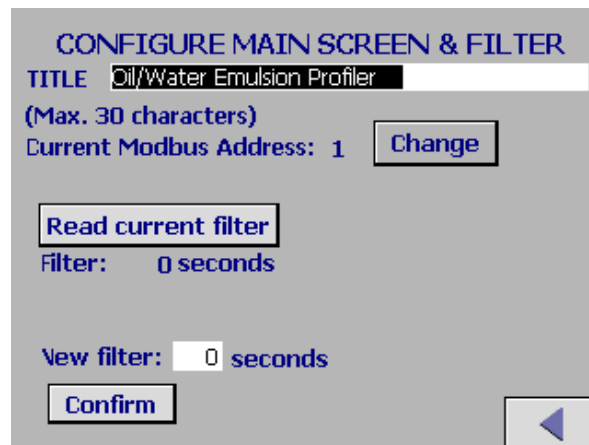 CONFIGURE MAIN SCREEN & FILTER
TITLE Oil/Water Emulsion Profiler
(Max. 30 characters)
Current Modbus Address: 1 Change
Read current filter
Filter: 0 seconds
New filter: 0 seconds
Confirm